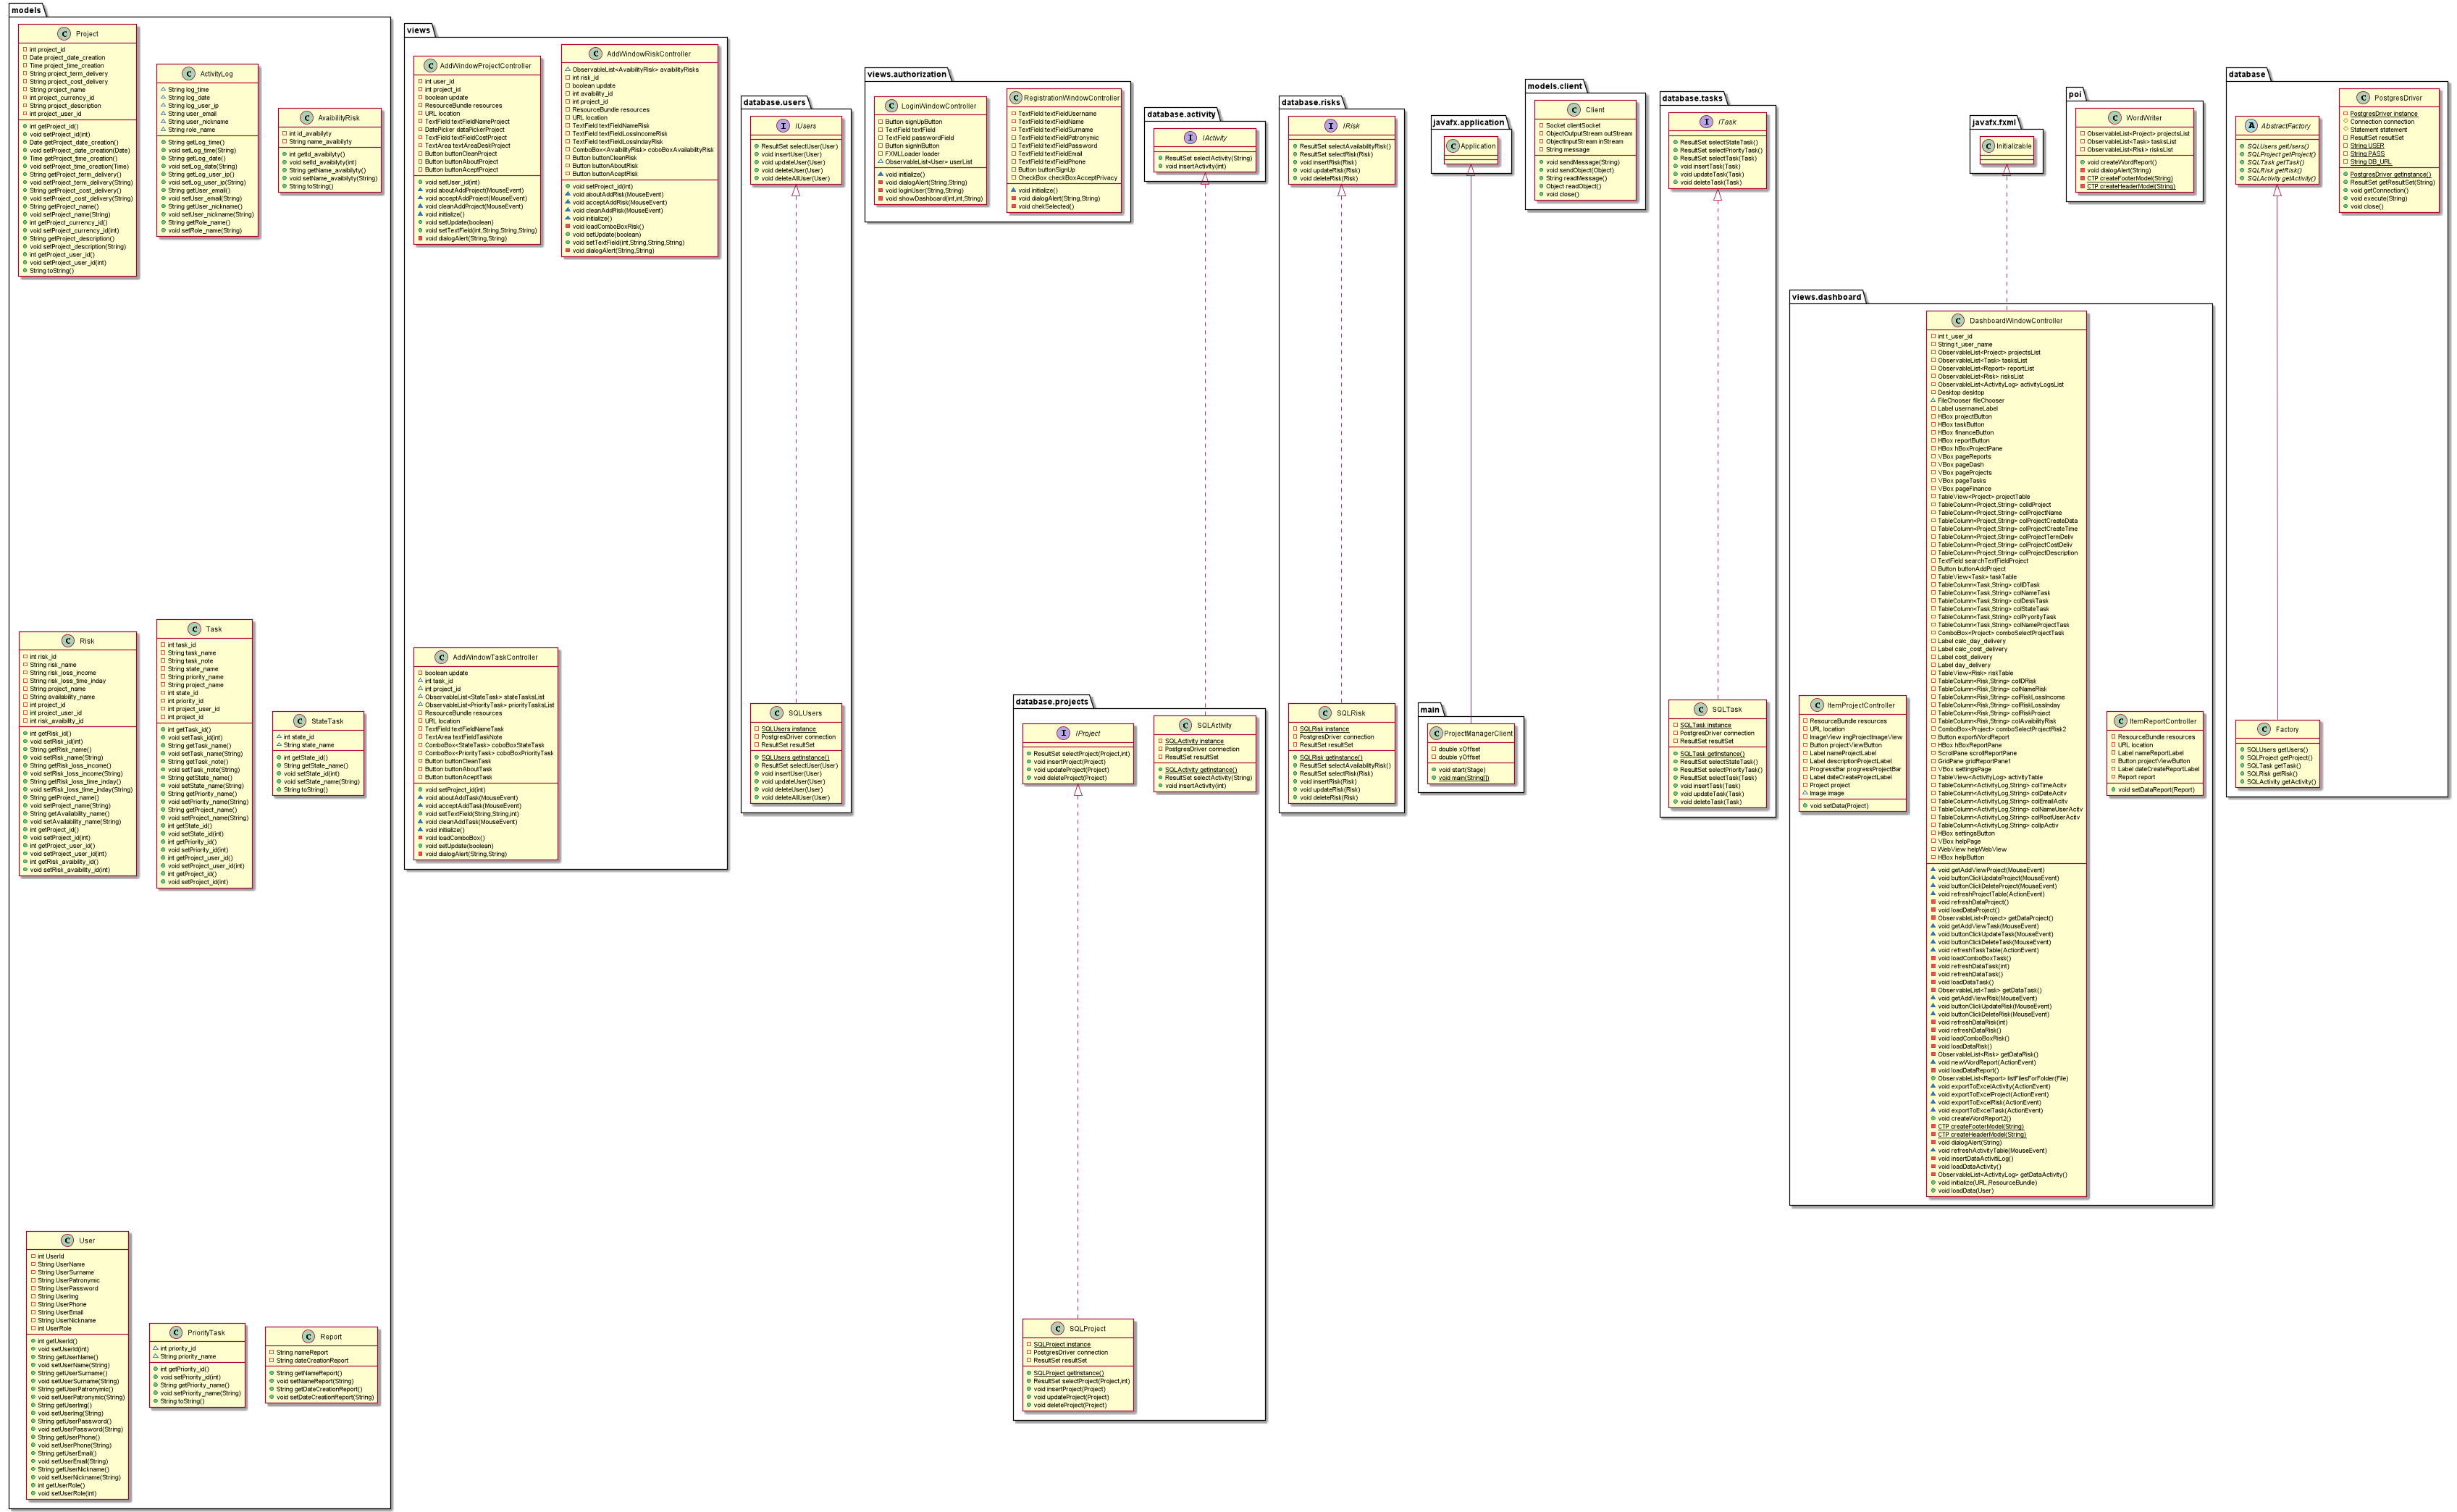 models
Project
int project_id
Date project_date_creation
Time project_time_creation
String project_term_delivery
String project_cost_delivery
String project_name
int project_currency_id
String project_description
int project_user_id
int getProject_id()
void setProject_id(int)
Date getProject_date_creation()
void setProject_date_creation(Date)
Time getProject_time_creation()
void setProject_time_creation(Time)
String getProject_term_delivery()
void setProject_term_delivery(String)
String getProject_cost_delivery()
void setProject_cost_delivery(String)
String getProject_name()
void setProject_name(String)
int getProject_currency_id()
void setProject_currency_id(int)
String getProject_description()
void setProject_description(String)
int getProject_user_id()
void setProject_user_id(int)
String toString()
ActivityLog
String log_time
String log_date
String log_user_ip
String user_email
String user_nickname
String role_name
String getLog_time()
void setLog_time(String)
String getLog_date()
void setLog_date(String)
String getLog_user_ip()
void setLog_user_ip(String)
String getUser_email()
void setUser_email(String)
String getUser_nickname()
void setUser_nickname(String)
String getRole_name()
void setRole_name(String)
AvaibilityRisk
int id_avaibilyty
String name_avaibilyty
int getId_avaibilyty()
void setId_avaibilyty(int)
String getName_avaibilyty()
void setName_avaibilyty(String)
String toString()
Risk
int risk_id
String risk_name
String risk_loss_income
String risk_loss_time_inday
String project_name
String availability_name
int project_id
int project_user_id
int risk_avaibility_id
int getRisk_id()
void setRisk_id(int)
String getRisk_name()
void setRisk_name(String)
String getRisk_loss_income()
void setRisk_loss_income(String)
String getRisk_loss_time_inday()
void setRisk_loss_time_inday(String)
String getProject_name()
void setProject_name(String)
String getAvailability_name()
void setAvailability_name(String)
int getProject_id()
void setProject_id(int)
int getProject_user_id()
void setProject_user_id(int)
int getRisk_avaibility_id()
void setRisk_avaibility_id(int)
Task
int task_id
String task_name
String task_note
String state_name
String priority_name
String project_name
int state_id
int priority_id
int project_user_id
int project_id
int getTask_id()
void setTask_id(int)
String getTask_name()
void setTask_name(String)
String getTask_note()
void setTask_note(String)
String getState_name()
void setState_name(String)
String getPriority_name()
void setPriority_name(String)
String getProject_name()
void setProject_name(String)
int getState_id()
void setState_id(int)
int getPriority_id()
void setPriority_id(int)
int getProject_user_id()
void setProject_user_id(int)
int getProject_id()
void setProject_id(int)
StateTask
int state_id
String state_name
int getState_id()
String getState_name()
void setState_id(int)
void setState_name(String)
String toString()
User
int UserId
String UserName
String UserSurname
String UserPatronymic
String UserPassword
String UserImg
String UserPhone
String UserEmail
String UserNickname
int UserRole
int getUserId()
void setUserId(int)
String getUserName()
void setUserName(String)
String getUserSurname()
void setUserSurname(String)
String getUserPatronymic()
void setUserPatronymic(String)
String getUserImg()
void setUserImg(String)
String getUserPassword()
void setUserPassword(String)
String getUserPhone()
void setUserPhone(String)
String getUserEmail()
void setUserEmail(String)
String getUserNickname()
void setUserNickname(String)
int getUserRole()
void setUserRole(int)
PriorityTask
int priority_id
String priority_name
int getPriority_id()
void setPriority_id(int)
String getPriority_name()
void setPriority_name(String)
String toString()
Report
String nameReport
String dateCreationReport
String getNameReport()
void setNameReport(String)
String getDateCreationReport()
void setDateCreationReport(String)
views
AddWindowProjectController
int user_id
int project_id
boolean update
ResourceBundle resources
URL location
TextField textFieldNameProject
DatePicker dataPickerProject
TextField textFieldCostProject
TextArea textAreaDeskProject
Button buttonCleanProject
Button buttonAboutProject
Button buttonAceptProject
void setUser_id(int)
void aboutAddProject(MouseEvent)
void acceptAddProject(MouseEvent)
void cleanAddProject(MouseEvent)
void initialize()
void setUpdate(boolean)
void setTextField(int,String,String,String)
void dialogAlert(String,String)
AddWindowRiskController
ObservableList<AvaibilityRisk> avaibilityRisks
int risk_id
boolean update
int avaibility_id
int project_id
ResourceBundle resources
URL location
TextField textFieldNameRisk
TextField textFieldLossIncomeRisk
TextField textFieldLossIndayRisk
ComboBox<AvaibilityRisk> coboBoxAvailabilityRisk
Button buttonCleanRisk
Button buttonAboutRisk
Button buttonAceptRisk
void setProject_id(int)
void aboutAddRisk(MouseEvent)
void acceptAddRisk(MouseEvent)
void cleanAddRisk(MouseEvent)
void initialize()
void loadComboBoxRisk()
void setUpdate(boolean)
void setTextField(int,String,String,String)
void dialogAlert(String,String)
AddWindowTaskController
boolean update
int task_id
int project_id
ObservableList<StateTask> stateTasksList
ObservableList<PriorityTask> priorityTasksList
ResourceBundle resources
URL location
TextField textFieldNameTask
TextArea textFieldTaskNote
ComboBox<StateTask> coboBoxStateTask
ComboBox<PriorityTask> coboBoxPriorityTask
Button buttonCleanTask
Button buttonAboutTask
Button buttonAceptTask
void setProject_id(int)
void aboutAddTask(MouseEvent)
void acceptAddTask(MouseEvent)
void setTextField(String,String,int)
void cleanAddTask(MouseEvent)
void initialize()
void loadComboBox()
void setUpdate(boolean)
void dialogAlert(String,String)
database.users
IUsers
ResultSet selectUser(User)
void insertUser(User)
void updateUser(User)
void deleteUser(User)
void deleteAllUser(User)
SQLUsers
SQLUsers instance
PostgresDriver connection
ResultSet resultSet
SQLUsers getInstance()
ResultSet selectUser(User)
void insertUser(User)
void updateUser(User)
void deleteUser(User)
void deleteAllUser(User)
views.authorization
LoginWindowController
Button signUpButton
TextField textField
TextField passwordField
Button signInButton
FXMLLoader loader
ObservableList<User> userList
void initialize()
void dialogAlert(String,String)
void loginUser(String,String)
void showDashboard(int,int,String)
RegistrationWindowController
TextField textFieldUsername
TextField textFieldName
TextField textFieldSurname
TextField textFieldPatronymic
TextField textFieldPassword
TextField textFieldEmail
TextField textFieldPhone
Button buttonSignUp
CheckBox checkBoxAcceptPrivacy
void initialize()
void dialogAlert(String,String)
void chekSelected()
database.activity
IActivity
ResultSet selectActivity(String)
void insertActivity(int)
database.projects
IProject
ResultSet selectProject(Project,int)
void insertProject(Project)
void updateProject(Project)
void deleteProject(Project)
SQLActivity
SQLActivity instance
PostgresDriver connection
ResultSet resultSet
SQLActivity getInstance()
ResultSet selectActivity(String)
void insertActivity(int)
SQLProject
SQLProject instance
PostgresDriver connection
ResultSet resultSet
SQLProject getInstance()
ResultSet selectProject(Project,int)
void insertProject(Project)
void updateProject(Project)
void deleteProject(Project)
database.risks
IRisk
ResultSet selectAvailabilityRisk()
ResultSet selectRisk(Risk)
void insertRisk(Risk)
void updateRisk(Risk)
void deleteRisk(Risk)
SQLRisk
SQLRisk instance
PostgresDriver connection
ResultSet resultSet
SQLRisk getInstance()
ResultSet selectAvailabilityRisk()
ResultSet selectRisk(Risk)
void insertRisk(Risk)
void updateRisk(Risk)
void deleteRisk(Risk)
javafx.application
Application
main
ProjectManagerClient
double xOffset
double yOffset
void start(Stage)
void main(String[])
models.client
Client
Socket clientSocket
ObjectOutputStream outStream
ObjectInputStream inStream
String message
void sendMessage(String)
void sendObject(Object)
String readMessage()
Object readObject()
void close()
database.tasks
ITask
ResultSet selectStateTask()
ResultSet selectPriorityTask()
ResultSet selectTask(Task)
void insertTask(Task)
void updateTask(Task)
void deleteTask(Task)
SQLTask
SQLTask instance
PostgresDriver connection
ResultSet resultSet
SQLTask getInstance()
ResultSet selectStateTask()
ResultSet selectPriorityTask()
ResultSet selectTask(Task)
void insertTask(Task)
void updateTask(Task)
void deleteTask(Task)
javafx.fxml
Initializable
views.dashboard
ItemProjectController
ResourceBundle resources
URL location
ImageView imgProjectImageView
Button projectViewButton
Label descriptionProjectLabel
Label nameProjectLabel
ProgressBar progressProjectBar
Label dateCreateProjectLabel
Project project
Image image
void setData(Project)
DashboardWindowController
int t_user_id
String t_user_name
ObservableList<Project> projectsList
ObservableList<Task> tasksList
ObservableList<Report> reportList
ObservableList<Risk> risksList
ObservableList<ActivityLog> activityLogsList
Desktop desktop
FileChooser fileChooser
Label usernameLabel
HBox projectButton
HBox taskButton
HBox financeButton
HBox reportButton
HBox hBoxProjectPane
VBox pageReports
VBox pageDash
VBox pageProjects
VBox pageTasks
VBox pageFinance
TableView<Project> projectTable
TableColumn<Project,String> colIdProject
TableColumn<Project,String> colProjectName
TableColumn<Project,String> colProjectCreateData
TableColumn<Project,String> colProjectCreateTime
TableColumn<Project,String> colProjectTermDeliv
TableColumn<Project,String> colProjectCostDeliv
TableColumn<Project,String> colProjectDescription
TextField searchTextFieldProject
Button buttonAddProject
TableView<Task> taskTable
TableColumn<Task,String> colIDTask
TableColumn<Task,String> colNameTask
TableColumn<Task,String> colDeskTask
TableColumn<Task,String> colStateTask
TableColumn<Task,String> colPryorityTask
TableColumn<Task,String> colNameProjectTask
ComboBox<Project> comboSelectProjectTask
Label calc_day_delivery
Label calc_cost_delivery
Label cost_delivery
Label day_delivery
TableView<Risk> riskTable
TableColumn<Risk,String> colIDRisk
TableColumn<Risk,String> colNameRisk
TableColumn<Risk,String> colRiskLossIncome
TableColumn<Risk,String> colRiskLossInday
TableColumn<Risk,String> colRiskProject
TableColumn<Risk,String> colAvaibilityRisk
ComboBox<Project> comboSelectProjectRisk2
Button exportWordReport
HBox hBoxReportPane
ScrollPane scrollReportPane
GridPane gridReportPane1
VBox settingsPage
TableView<ActivityLog> activityTable
TableColumn<ActivityLog,String> colTimeAcitv
TableColumn<ActivityLog,String> colDateAcitv
TableColumn<ActivityLog,String> colEmailAcitv
TableColumn<ActivityLog,String> colNameUserAcitv
TableColumn<ActivityLog,String> colRootUserAcitv
TableColumn<ActivityLog,String> colIpActiv
HBox settingsButton
VBox helpPage
WebView helpWebView
HBox helpButton
void getAddViewProject(MouseEvent)
void buttonClickUpdateProject(MouseEvent)
void buttonClickDeleteProject(MouseEvent)
void refreshProjectTable(ActionEvent)
void refreshDataProject()
void loadDataProject()
ObservableList<Project> getDataProject()
void getAddViewTask(MouseEvent)
void buttonClickUpdateTask(MouseEvent)
void buttonClickDeleteTask(MouseEvent)
void refreshTaskTable(ActionEvent)
void loadComboBoxTask()
void refreshDataTask(int)
void refreshDataTask()
void loadDataTask()
ObservableList<Task> getDataTask()
void getAddViewRisk(MouseEvent)
void buttonClickUpdateRisk(MouseEvent)
void buttonClickDeleteRisk(MouseEvent)
void refreshDataRisk(int)
void refreshDataRisk()
void loadComboBoxRisk()
void loadDataRisk()
ObservableList<Risk> getDataRisk()
void newWordReport(ActionEvent)
void loadDataReport()
ObservableList<Report> listFilesForFolder(File)
void exportToExcelActivity(ActionEvent)
void exportToExcelProject(ActionEvent)
void exportToExcelRisk(ActionEvent)
void exportToExcelTask(ActionEvent)
void createWordReport2()
CTP createFooterModel(String)
CTP createHeaderModel(String)
void dialogAlert(String)
void refreshActivityTable(MouseEvent)
void insertDataActivitiLog()
void loadDataActivity()
ObservableList<ActivityLog> getDataActivity()
void initialize(URL,ResourceBundle)
void loadData(User)
ItemReportController
ResourceBundle resources
URL location
Label nameReportLabel
Button projectViewButton
Label dateCreateReportLabel
Report report
void setDataReport(Report)
poi
WordWriter
ObservableList<Project> projectsList
ObservableList<Task> tasksList
ObservableList<Risk> risksList
void createWordReport()
void dialogAlert(String)
CTP createFooterModel(String)
CTP createHeaderModel(String)
database
AbstractFactory
SQLUsers getUsers()
SQLProject getProject()
SQLTask getTask()
SQLRisk getRisk()
SQLActivity getActivity()
PostgresDriver
PostgresDriver instance
Connection connection
Statement statement
ResultSet resultSet
String USER
String PASS
String DB_URL
PostgresDriver getInstance()
ResultSet getResultSet(String)
void getConnection()
void execute(String)
void close()
Factory
SQLUsers getUsers()
SQLProject getProject()
SQLTask getTask()
SQLRisk getRisk()
SQLActivity getActivity()